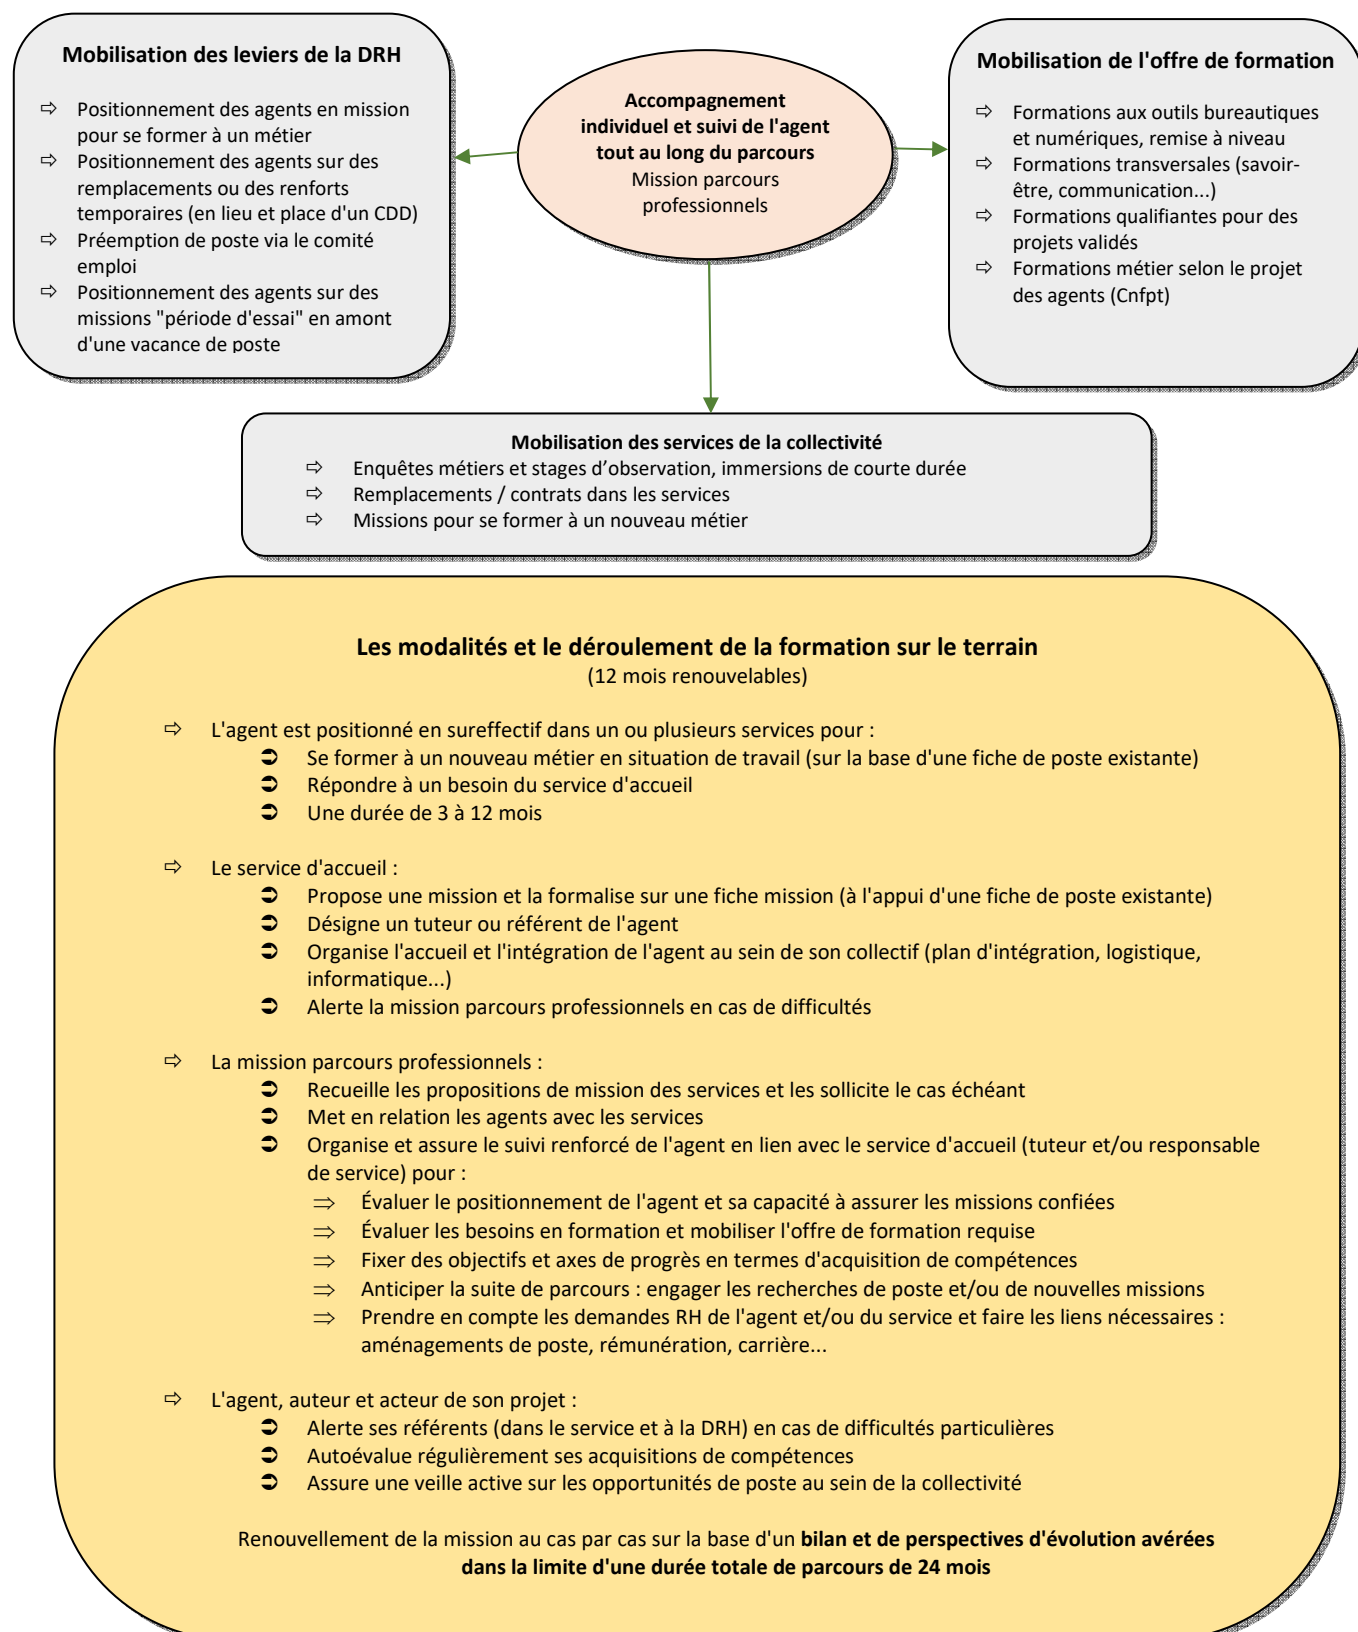 Mobilisation des leviers de la DRH
⇨ Positionnement des agents en mission
pour se former à un métier
⇨ Positionnement des agents sur des
remplacements ou des renforts
temporaires (en lieu et place d'un CDD)
⇨ Préemption de poste via le comité
emploi
⇨ Positionnement des agents sur des
missions "période d'essai" en amont
d'une vacance de poste
Accompagnement
individuel et suivi de l'agent
tout au long du parcours
Mission parcours
professionnels
Mobilisation de l'offre de formation
⇨ Formations aux outils bureautiques
et numériques, remise à niveau
⇨ Formations transversales (savoir-
être, communication...)
⇨ Formations qualifiantes pour des
projets validés
⇨ Formations métier selon le projet
des agents (Cnfpt)
Mobilisation des services de la collectivité
⇨ Enquêtes métiers et stages d’observation, immersions de courte durée
⇨ Remplacements / contrats dans les services
⇨ Missions pour se former à un nouveau métier
Les modalités et le déroulement de la formation sur le terrain
(12 mois renouvelables)
⇨ L'agent est positionné en sureffectif dans un ou plusieurs services pour :
➲ Se former à un nouveau métier en situation de travail (sur la base d'une fiche de poste existante)
➲ Répondre à un besoin du service d'accueil
➲ Une durée de 3 à 12 mois
⇨ Le service d'accueil :
➲ Propose une mission et la formalise sur une fiche mission (à l'appui d'une fiche de poste existante)
➲ Désigne un tuteur ou référent de l'agent
➲ Organise l'accueil et l'intégration de l'agent au sein de son collectif (plan d'intégration, logistique,
informatique...)
➲ Alerte la mission parcours professionnels en cas de difficultés
⇨ La mission parcours professionnels :
➲ Recueille les propositions de mission des services et les sollicite le cas échéant
➲ Met en relation les agents avec les services
➲ Organise et assure le suivi renforcé de l'agent en lien avec le service d'accueil (tuteur et/ou responsable
de service) pour :
⇒ Évaluer le positionnement de l'agent et sa capacité à assurer les missions confiées
⇒ Évaluer les besoins en formation et mobiliser l'offre de formation requise
⇒ Fixer des objectifs et axes de progrès en termes d'acquisition de compétences
⇒ Anticiper la suite de parcours : engager les recherches de poste et/ou de nouvelles missions
⇒ Prendre en compte les demandes RH de l'agent et/ou du service et faire les liens nécessaires :
aménagements de poste, rémunération, carrière...
⇨ L'agent, auteur et acteur de son projet :
➲ Alerte ses référents (dans le service et à la DRH) en cas de difficultés particulières
➲ Autoévalue régulièrement ses acquisitions de compétences
➲ Assure une veille active sur les opportunités de poste au sein de la collectivité
Renouvellement de la mission au cas par cas sur la base d'un bilan et de perspectives d'évolution avérées
dans la limite d'une durée totale de parcours de 24 mois